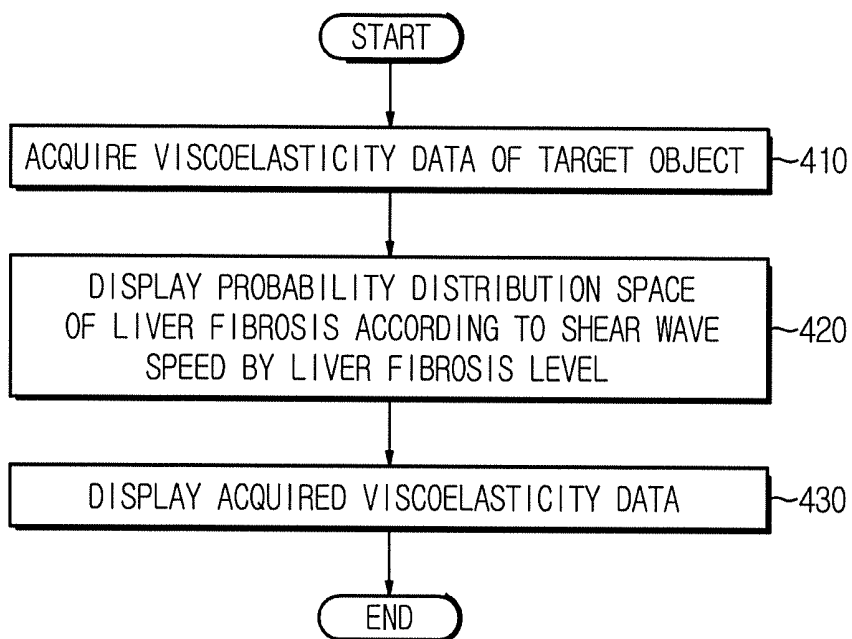 START
ACQUIRE VISCOELASTICITY DATA OF TARGET OBJECT
410
DISPLAY PROBABILITY DISTRIBUTION SPACE
OF LIVER FIBROSIS ACCORDING TO SHEAR WAVE
SPEED BY LIVER FIBROSIS LEVEL
420
DISPLAY ACQUIRED VISCOELASTICITY DATA
430
END